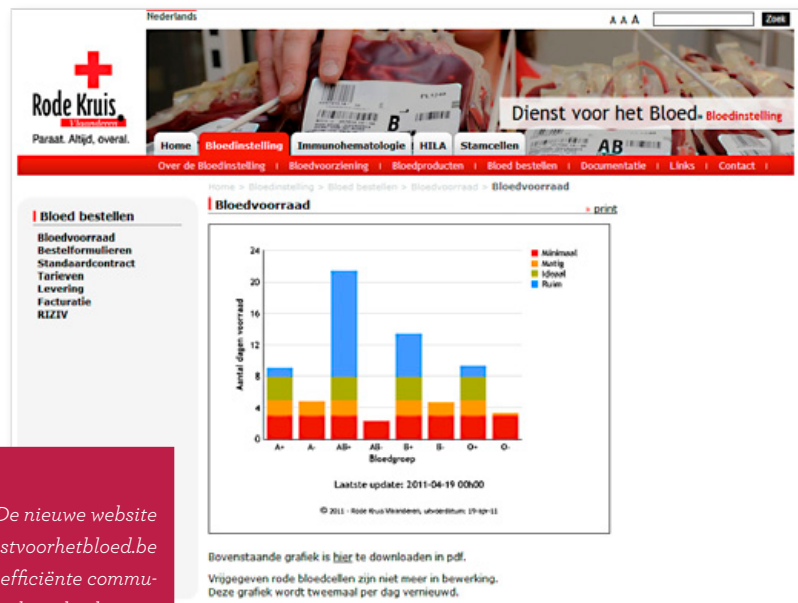 Nederlands
A A A
Zoek
Rode Kruis
Vlaanderen
Paraat. Altijd, overal.
B
AB
Dienst voor het Bloed
Bloedinstelling
Home
Bloedinstelling
Immunohematologie
HILA
Stamcellen
Over de Bloedinstelling | Bloedvoorziening | Bloedproducten | Bloed bestellen | Documentatie | Links | Contact |
Home > Bloedinstelling > Bloed bestellen > Bloedvoorraad > Bloedvoorraad
Bloed bestellen
Bloedvoorraad
Bestelformulieren
Standaardcontract
Tarieven
Levering
Facturatie
RIZIV
Bloedvoorraad
> print
Aantal dagen voorraad
24
20
16
12
8
4
0
Minimaal
Matig
Ideaal
Ruim
A+ A- AB+ AB- B+ B- O+ O-
Bloedgroep
Laatste update: 2011-04-19 00h00
© 2011 - Rode Kruis Vlaanderen, uitvoerdatum: 19-apr-11
Bovenstaande grafiek is hier te downloaden in pdf.
Vrijgegeven rode bloedcellen zijn niet meer in bewerking.
Deze grafiek wordt tweemaal per dag vernieuwd.
De nieuwe website
stvoorhetbloed.be
efficiënte commu-